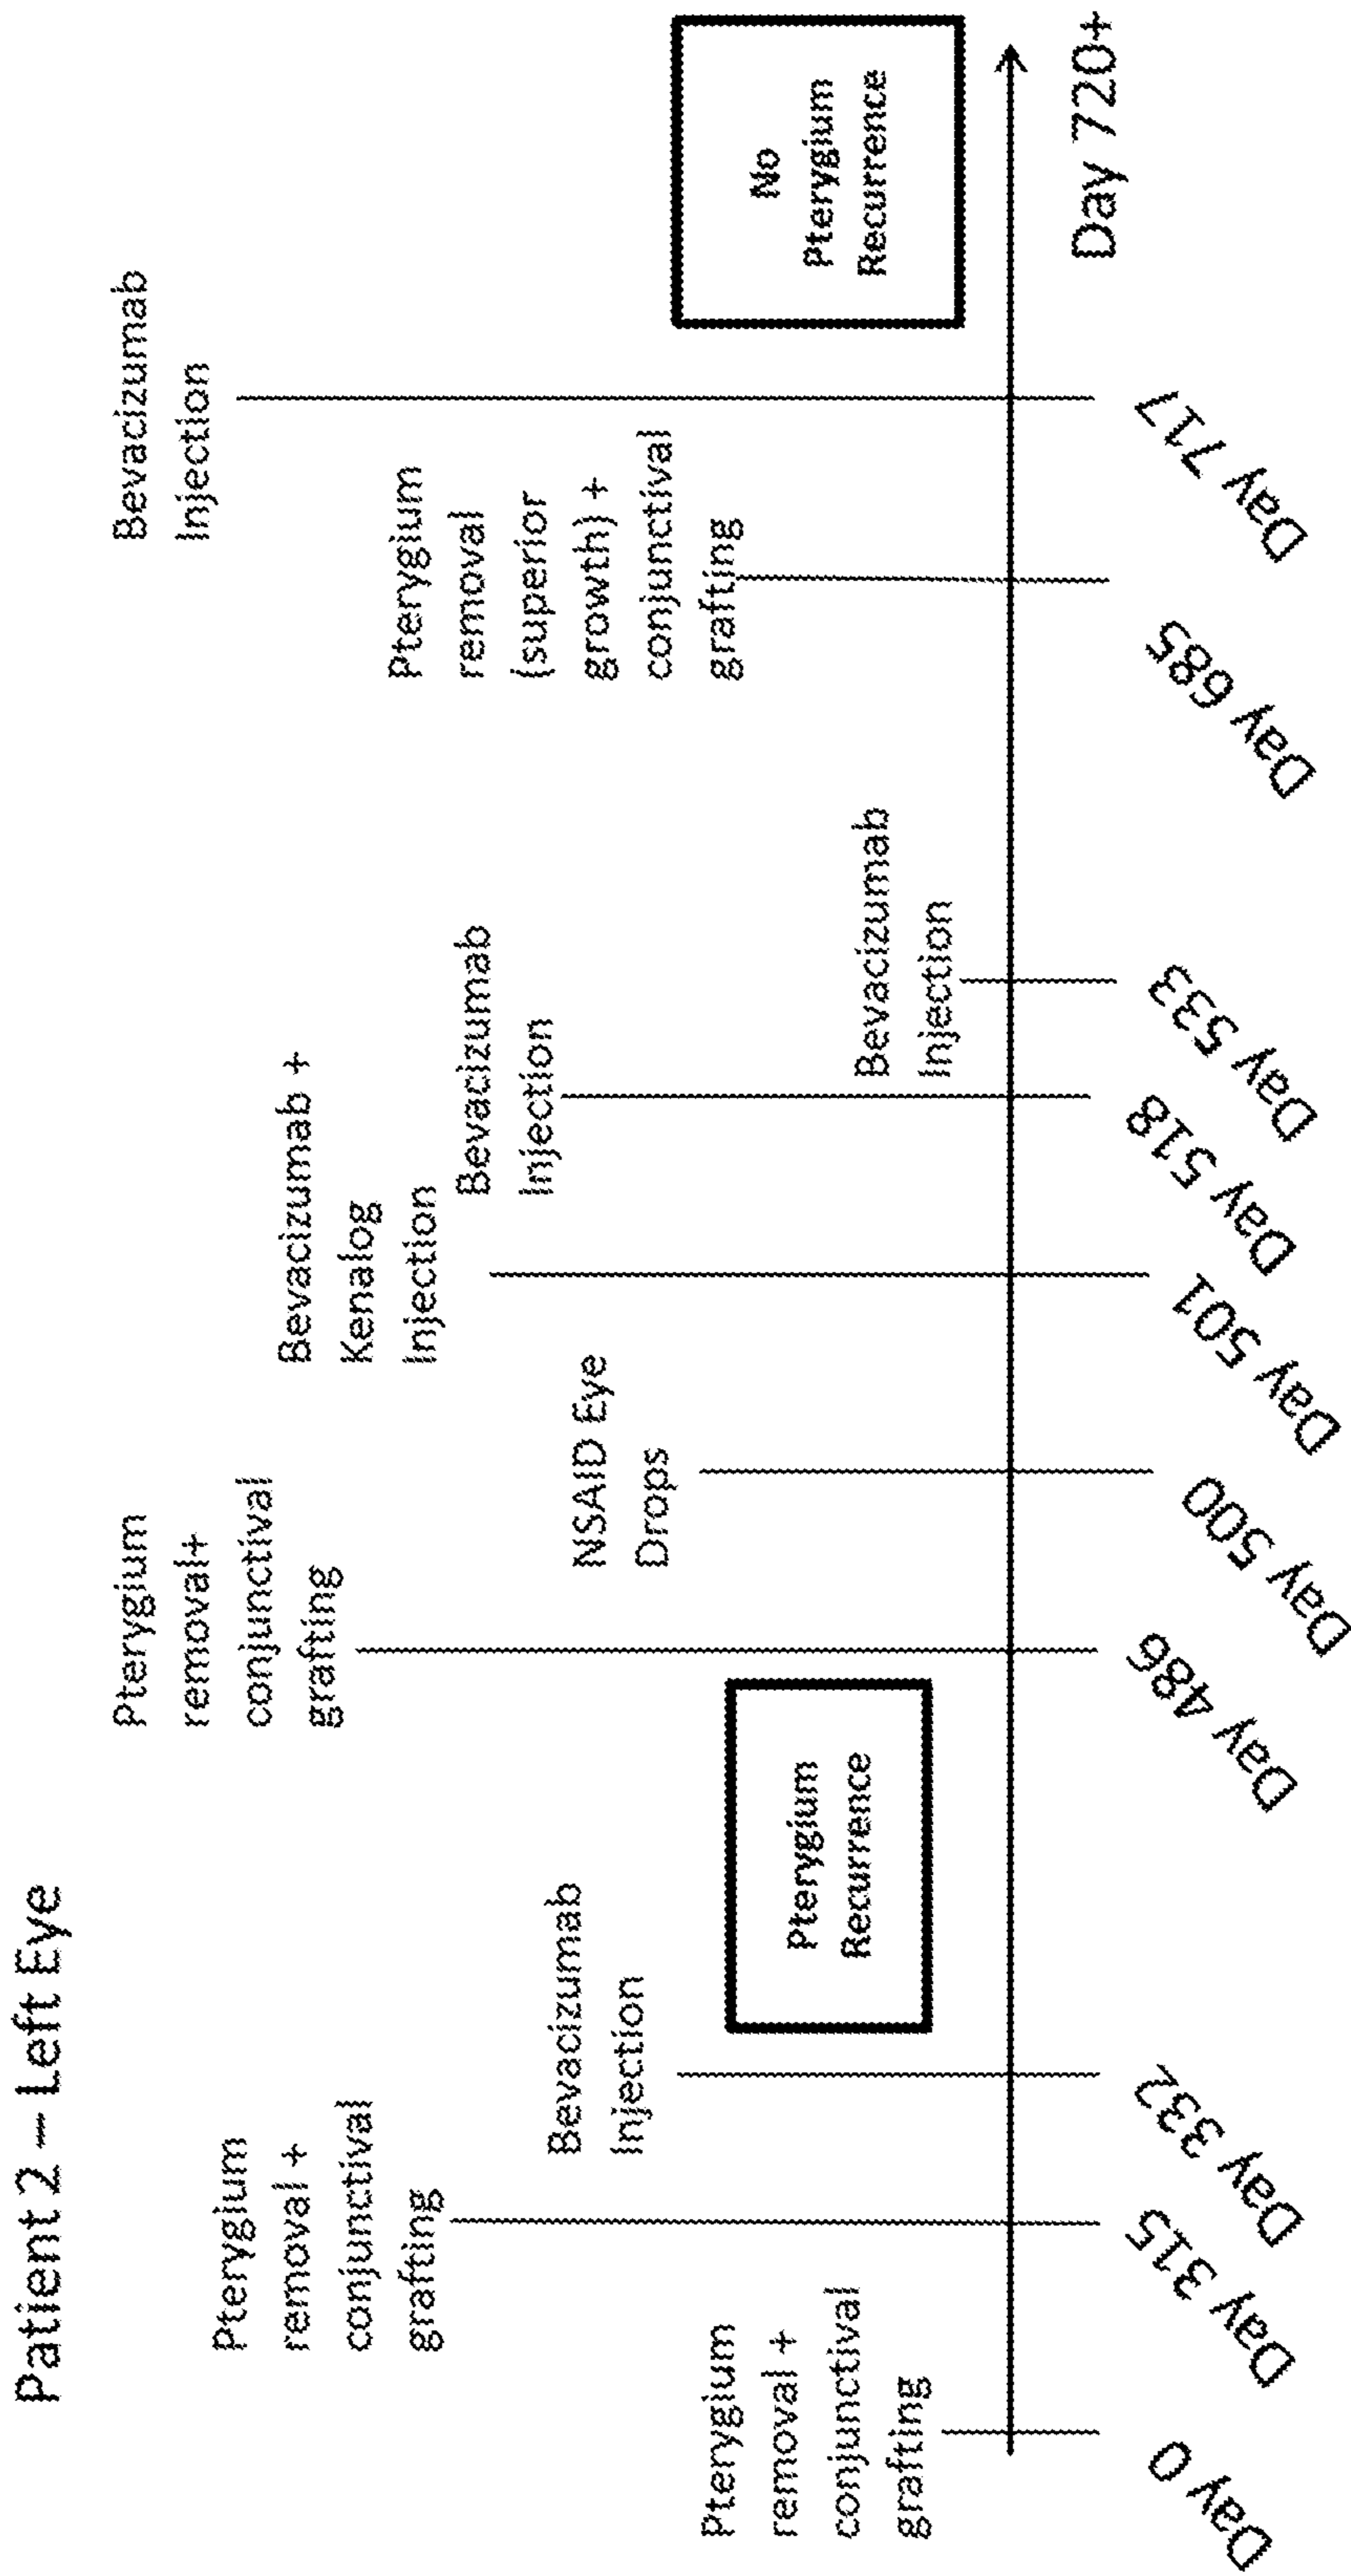 Patient 2 – Left Eye
Pterygium
removal +
conjunctival
grafting
Pterygium
removal +
conjunctival
grafting
Bevacizumab
Injection
Pterygium
Recurrence
Pterygium
removal+
conjunctival
grafting
NSAID Eye
Drops
Bevacizumab +
Kenalog
Injection
Bevacizumab
Injection
Bevacizumab
Injection
Pterygium
removal
(superior
growth) +
conjunctival
grafting
Bevacizumab
Injection
No
Pterygium
Recurrence
Day 0
Day 315
Day 332
Day 486
Day 500
Day 501
Day 518
Day 533
Day 685
Day 717
Day 720+